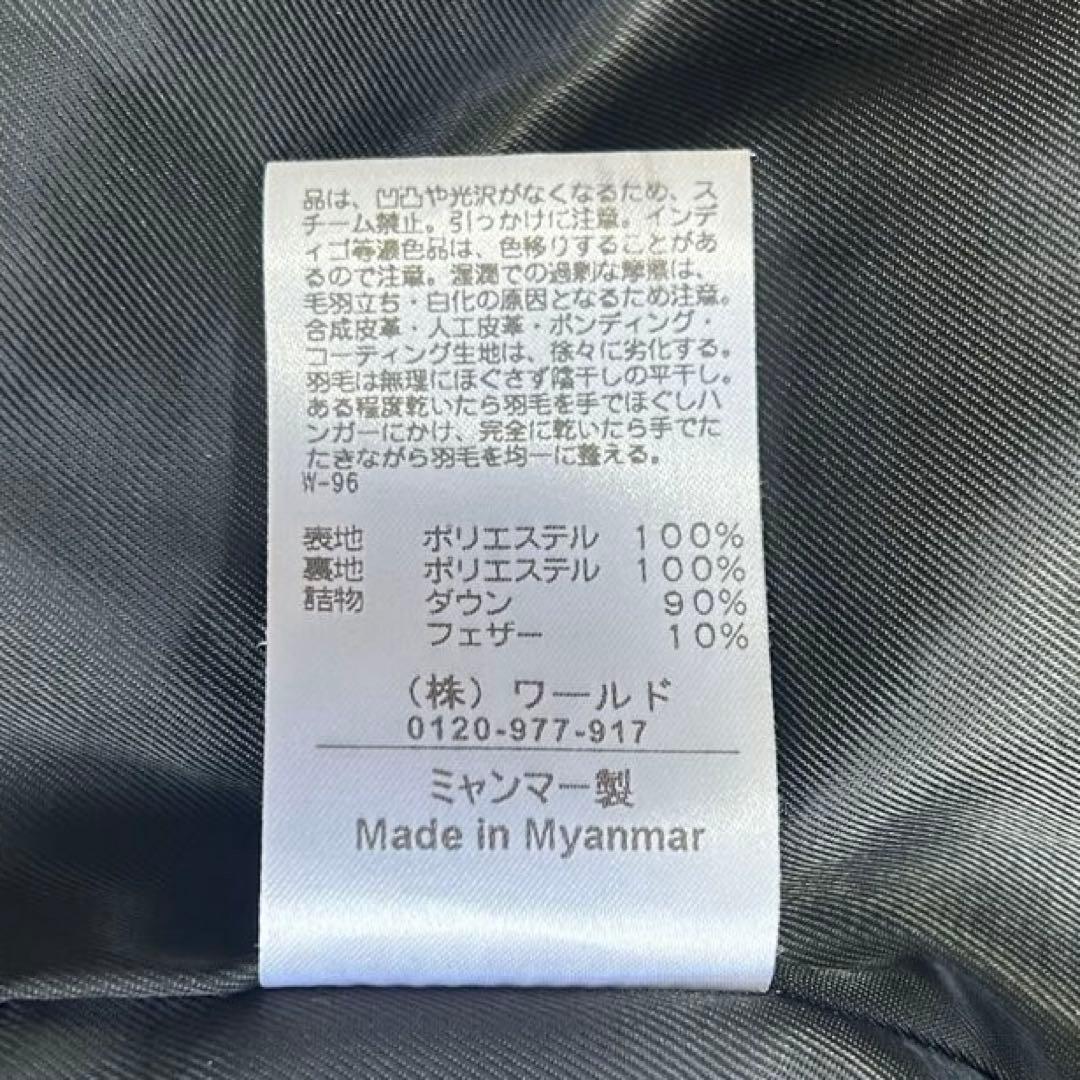 品は、凹凸や光沢がなくなるため、ス
チーム禁止。引っかけに注意。インデ
ィゴ等濃色品は、色移りすることがあ
るので注意。湿潤での過剰な摩擦は、
毛羽立ち・白化の原因となるため注意。
合成皮革・人工皮革・ボンディング・
コーティング生地は、徐々に劣化する。
羽毛は無理にほぐさず陰干しの平干し。
ある程度乾いたら羽毛を手でほぐしハ
ンガーにかけ、完全に乾いたら手でた
たきながら羽毛を均一に整える。
W-96
表地 ポリエステル 100%
裏地 ポリエステル 100%
詰物 ダウン 90%
フェザー 10%
（株）ワールド
0120-977-917
ミャンマー製
Made in Myanmar